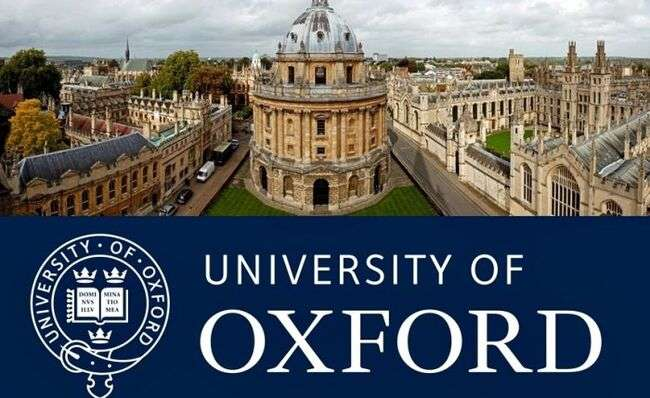 UNIVERSITY · OF · OXFORD
DOMI MINA
NVS TIO
ILLV MEA
UNIVERSITY OF
OXFORD